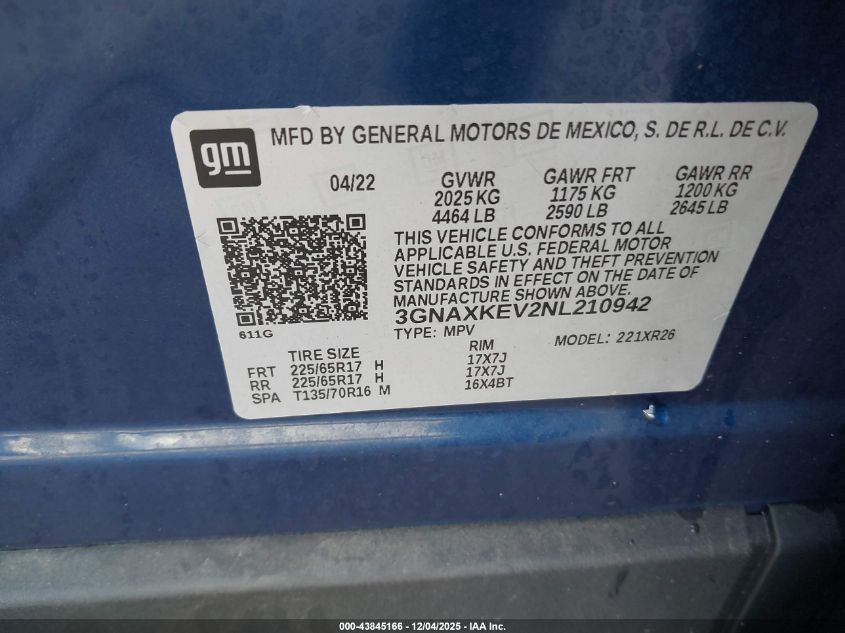 gm
MFD BY GENERAL MOTORS DE MEXICO, S. DE R.L. DE C.V.
04/22 GVWR GAWR FRT GAWR RR
2025 KG 1175 KG 1200 KG
4464 LB 2590 LB 2645 LB
THIS VEHICLE CONFORMS TO ALL
APPLICABLE U.S. FEDERAL MOTOR
VEHICLE SAFETY AND THEFT PREVENTION
STANDARDS IN EFFECT ON THE DATE OF
MANUFACTURE SHOWN ABOVE.
3GNAXKEV2NL210942
611G
TYPE: MPV MODEL: 221XR26
TIRE SIZE RIM
FRT 225/65R17 H 17X7J
RR 225/65R17 H 17X7J
SPA T135/70R16 M 16X4BT
000-43845166 - 12/04/2025 - IAA Inc.